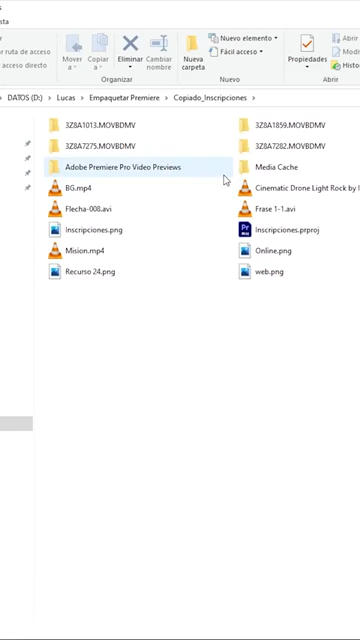 sta
ar ruta de acceso
acceso directo
Mover
a
Copiar
a
Eliminar
Cambiar
nombre
Organizar
Nueva
carpeta
Nuevo elemento
Fácil acceso
Nuevo
Propiedades
Abrir
Modi
Histo
Abrir
DATOS (D:) > Lucas > Empaquetar Premiere > Copiado_Inscripciones >
3Z8A1013.MOVBDMV 3Z8A1859.MOVBDMV
3Z8A7275.MOVBDMV 3Z8A7282.MOVBDMV
Adobe Premiere Pro Video Previews Media Cache
BG.mp4 Cinematic Drone Light Rock by
Flecha-008.avi Frase 1-1.avi
Inscripciones.png Inscripciones.prproj
Mision.mp4 Online.png
Recurso 24.png web.png